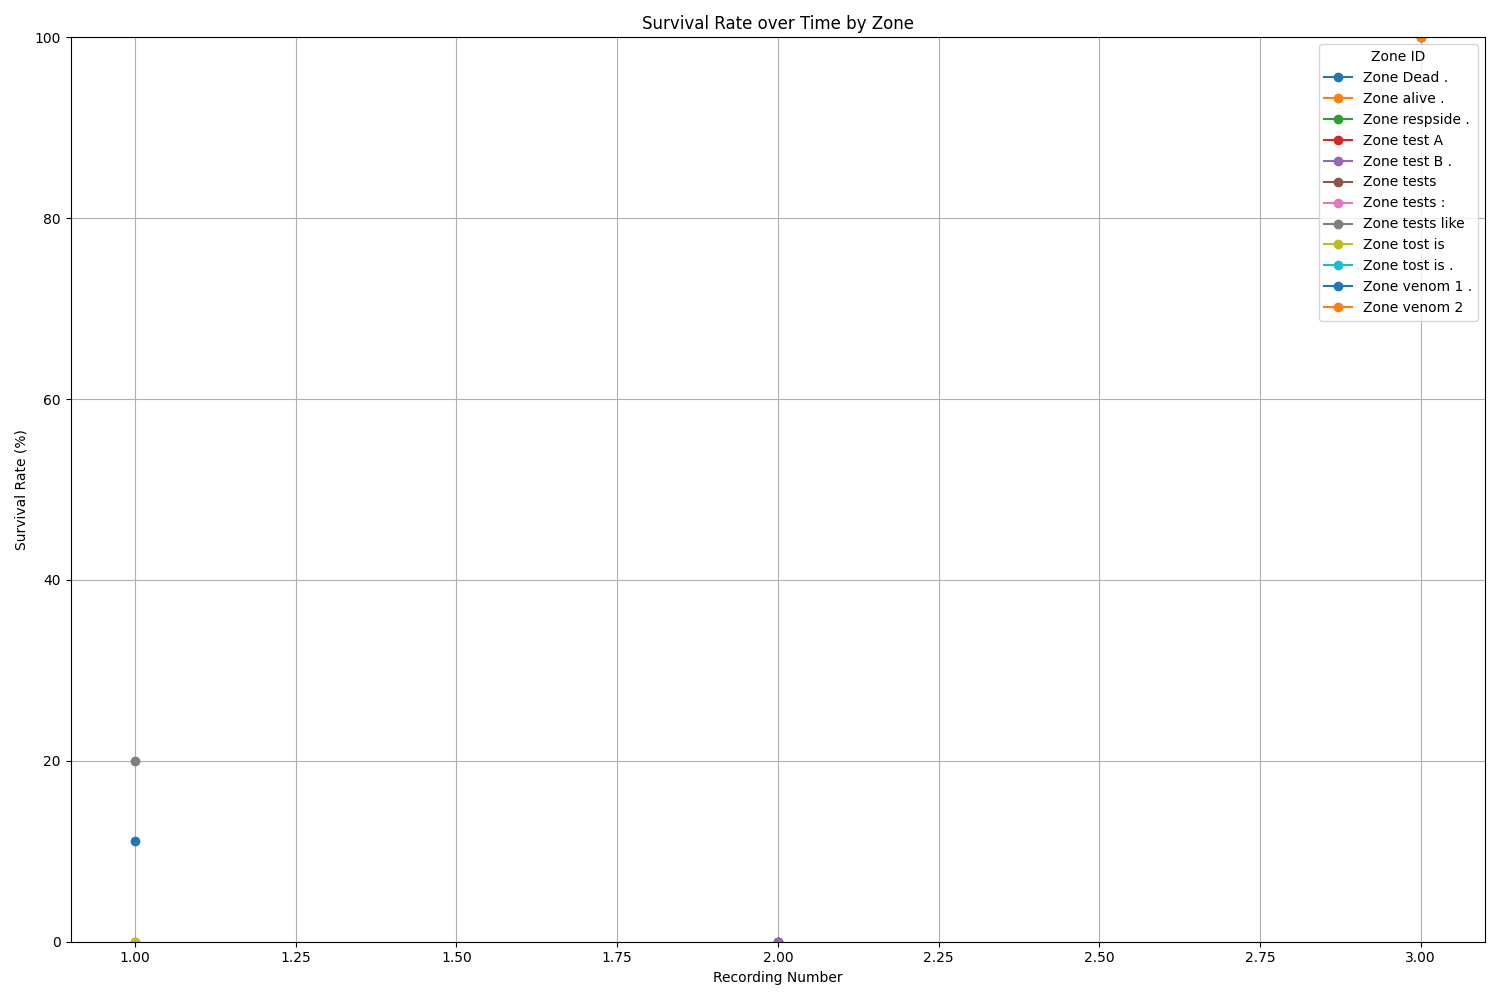 Survival Rate over Time by Zone
100
80
60
40
20
0
Survival Rate (%)
Zone ID
Zone Dead .
Zone alive .
Zone respside .
Zone test A
Zone test B .
Zone tests
Zone tests :
Zone tests like
Zone tost is
Zone tost is .
Zone venom 1 .
Zone venom 2
1.00 1.25 1.50 1.75 2.00 2.25 2.50 2.75 3.00
Recording Number